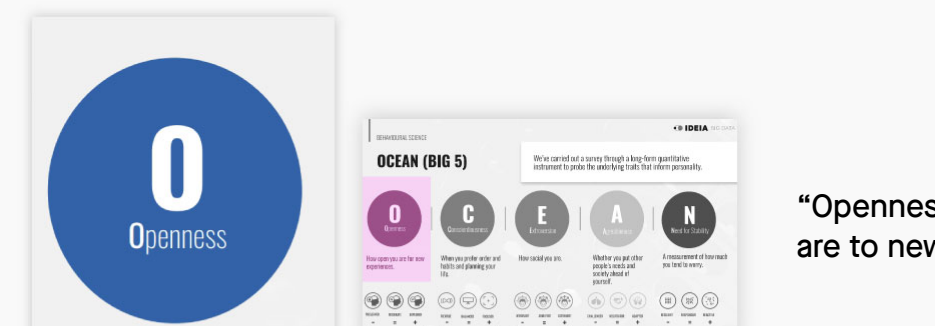 O
Openness
BEHAVIOURAL SCIENCE
IDEIA BIG DATA
OCEAN (BIG 5)
We've carried out a survey through a long-form quantitative
instrument to probe the underlying traits that inform personality.
O
Openness
C
Conscientiousness
E
Extraversion
A
Agreeableness
N
Need for Stability
How open you are for new
experiences.
When you prefer order and
habits and planning your
life.
How social you are.
Whether you put other
people's needs and
society ahead of
yourself.
A measurement of how much
you tend to worry.
- = +
- = +
- = +
- = +
- = +
“Opennes
are to new